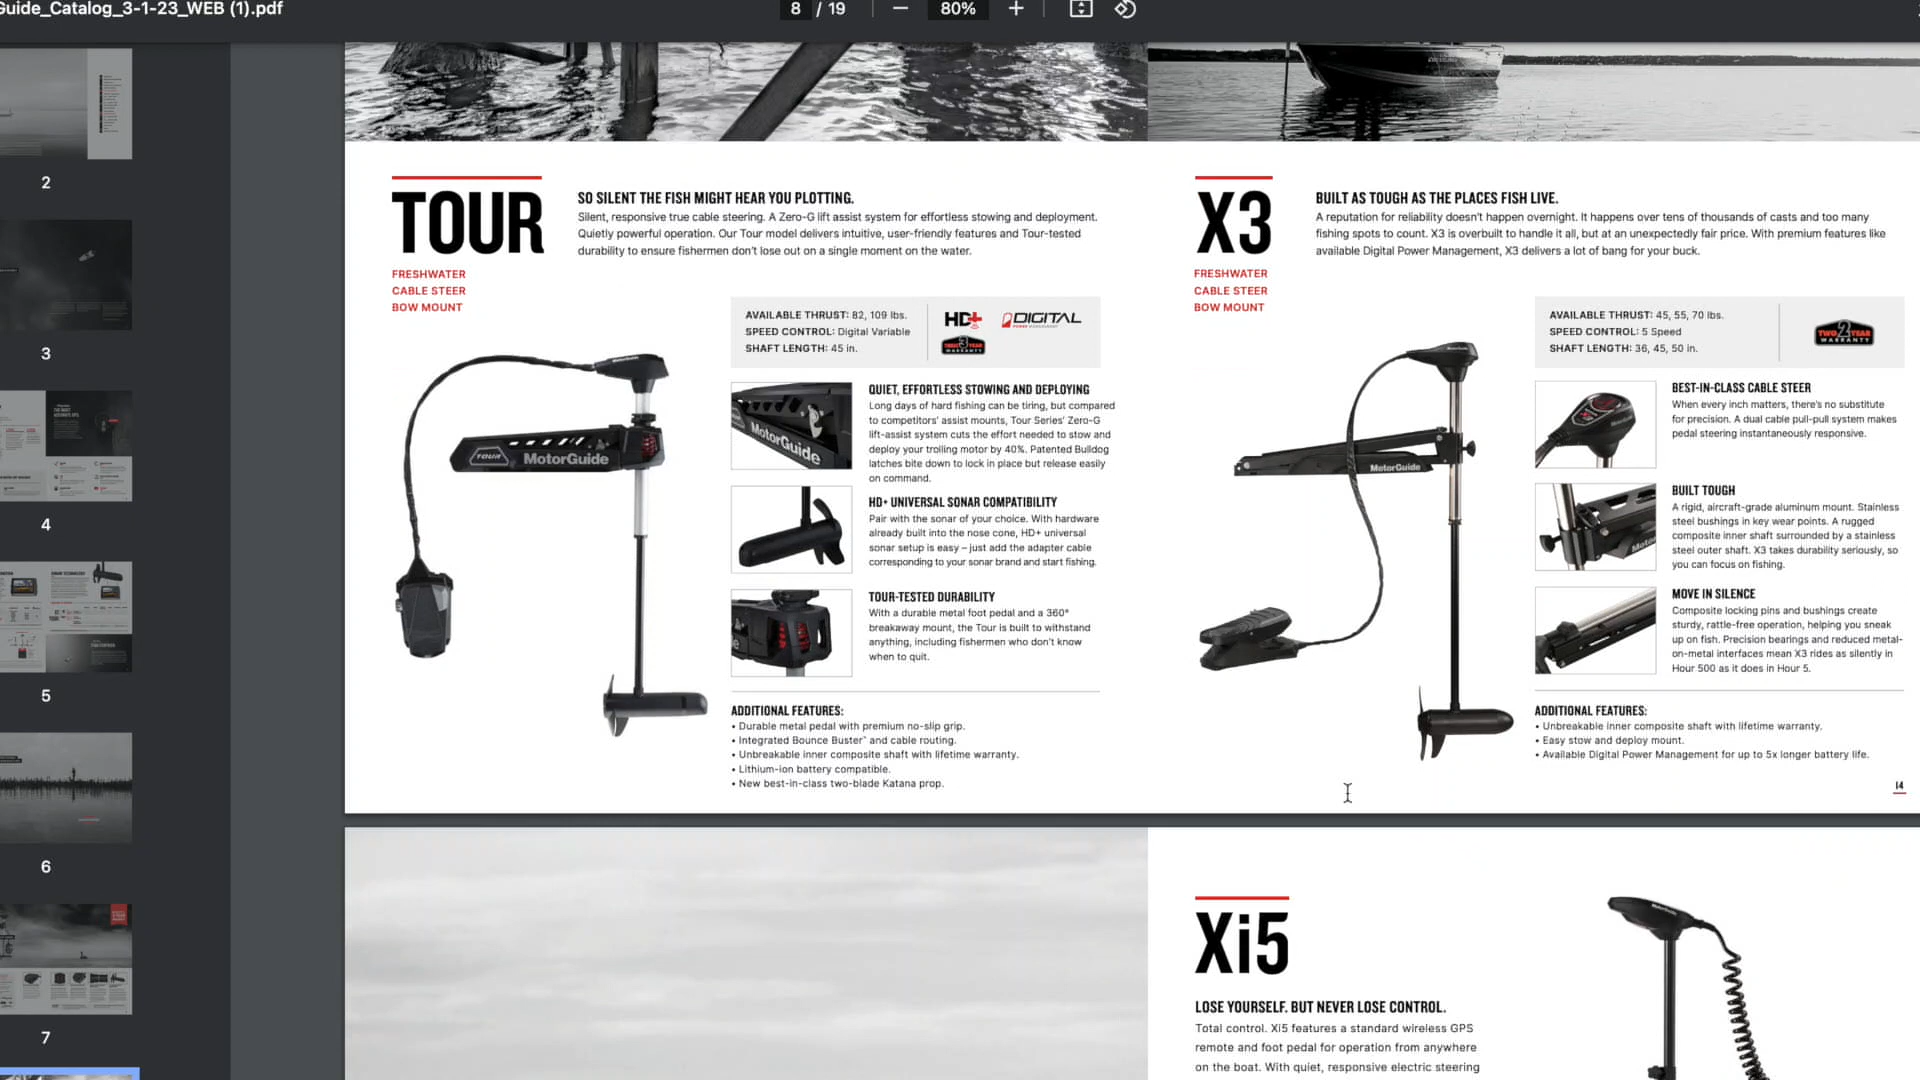 Guide_Catalog_3-1-23_WEB (1).pdf
8 / 19
80%
2
3
4
5
6
7
TOUR
FRESHWATER
CABLE STEER
BOW MOUNT
SO SILENT THE FISH MIGHT HEAR YOU PLOTTING.
Silent, responsive true cable steering. A Zero-G lift assist system for effortless stowing and deployment.
Quietly powerful operation. Our Tour model delivers intuitive, user-friendly features and Tour-tested
durability to ensure fishermen don't lose out on a single moment on the water.
AVAILABLE THRUST: 82, 109 lbs.
SPEED CONTROL: Digital Variable
SHAFT LENGTH: 45 in.
HD+
DIGITAL
POWER MANAGEMENT
THREE 3 YEAR
WARRANTY
MotorGuide
TOUR
MotorGuide
MotorGuide
QUIET, EFFORTLESS STOWING AND DEPLOYING
Long days of hard fishing can be tiring, but compared
to competitors' assist mounts, Tour Series' Zero-G
lift-assist system cuts the effort needed to stow and
deploy your trolling motor by 40%. Patented Bulldog
latches bite down to lock in place but release easily
on command.
HD+ UNIVERSAL SONAR COMPATIBILITY
Pair with the sonar of your choice. With hardware
already built into the nose cone, HD+ universal
sonar setup is easy – just add the adapter cable
corresponding to your sonar brand and start fishing.
TOUR-TESTED DURABILITY
With a durable metal foot pedal and a 360°
breakaway mount, the Tour is built to withstand
anything, including fishermen who don't know
when to quit.
ADDITIONAL FEATURES:
• Durable metal pedal with premium no-slip grip.
• Integrated Bounce Buster™ and cable routing.
• Unbreakable inner composite shaft with lifetime warranty.
• Lithium-ion battery compatible.
• New best-in-class two-blade Katana prop.
X3
FRESHWATER
CABLE STEER
BOW MOUNT
BUILT AS TOUGH AS THE PLACES FISH LIVE.
A reputation for reliability doesn't happen overnight. It happens over tens of thousands of casts and too many
fishing spots to count. X3 is overbuilt to handle it all, but at an unexpectedly fair price. With premium features like
available Digital Power Management, X3 delivers a lot of bang for your buck.
AVAILABLE THRUST: 45, 55, 70 lbs.
SPEED CONTROL: 5 Speed
SHAFT LENGTH: 36, 45, 50 in.
TWO 2 YEAR
WARRANTY
MotorGuide
BEST-IN-CLASS CABLE STEER
When every inch matters, there's no substitute
for precision. A dual cable pull-pull system makes
pedal steering instantaneously responsive.
BUILT TOUGH
A rigid, aircraft-grade aluminum mount. Stainless
steel bushings in key wear points. A rugged
composite inner shaft surrounded by a stainless
steel outer shaft. X3 takes durability seriously, so
you can focus on fishing.
MOVE IN SILENCE
Composite locking pins and bushings create
sturdy, rattle-free operation, helping you sneak
up on fish. Precision bearings and reduced metal-
on-metal interfaces mean X3 rides as silently in
Hour 500 as it does in Hour 5.
ADDITIONAL FEATURES:
• Unbreakable inner composite shaft with lifetime warranty.
• Easy stow and deploy mount.
• Available Digital Power Management for up to 5x longer battery life.
14
Xi5
LOSE YOURSELF. BUT NEVER LOSE CONTROL.
Total control. Xi5 features a standard wireless GPS
remote and foot pedal for operation from anywhere
on the boat. With quiet, responsive electric steering
MotorGuide